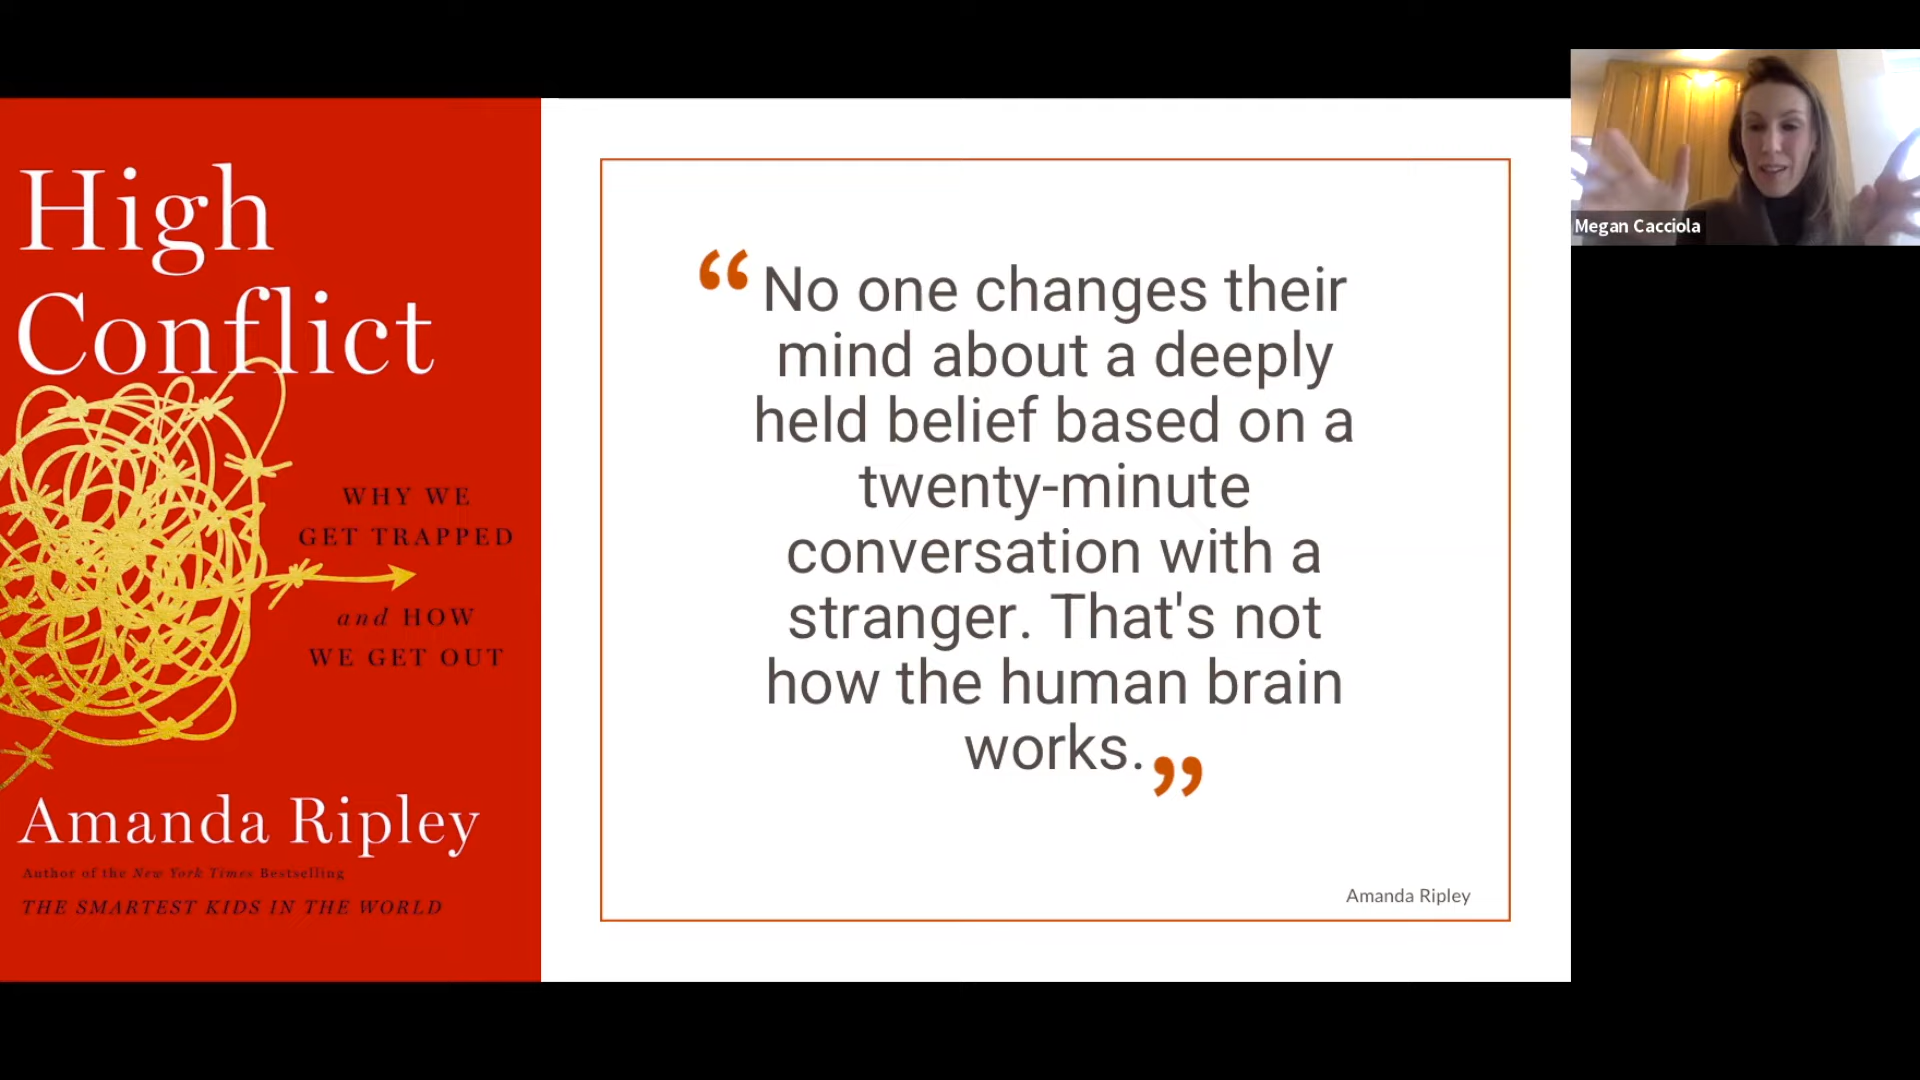 High
Conflict
WHY WE
GET TRAPPED
and HOW
WE GET OUT
Amanda Ripley
Author of the New York Times Bestselling
THE SMARTEST KIDS IN THE WORLD
“No one changes their
mind about a deeply
held belief based on a
twenty-minute
conversation with a
stranger. That's not
how the human brain
works.”
Amanda Ripley
Megan Cacciola